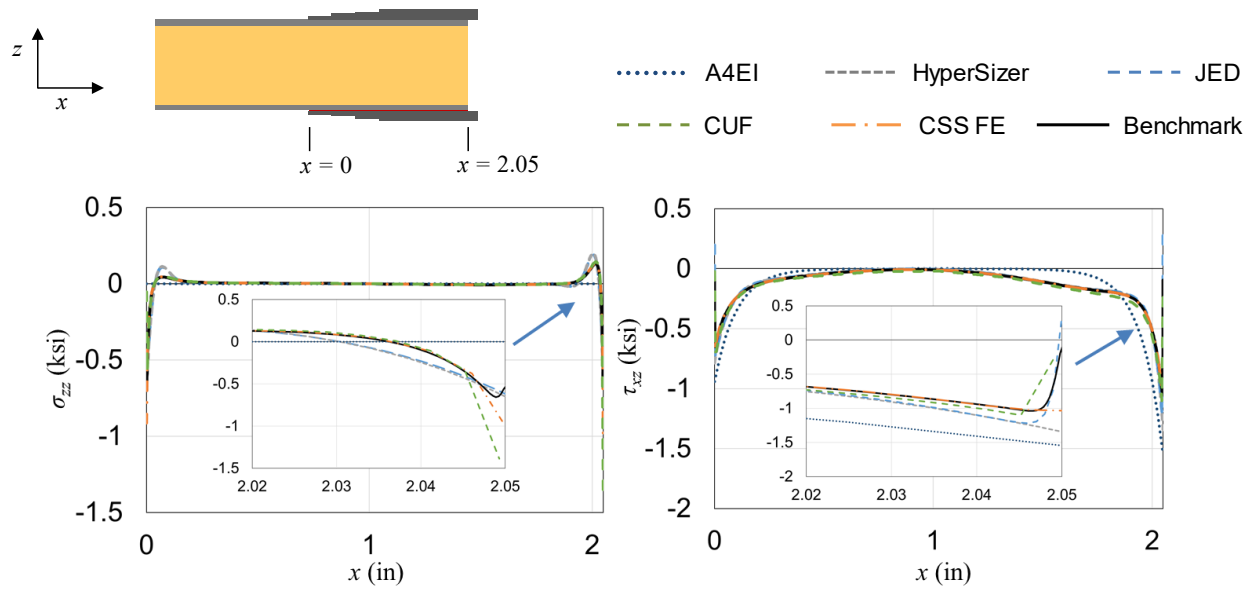 z
x
x = 0
x = 2.05
A4EI
HyperSizer
JED
CUF
CSS FE
Benchmark
0.5
0
-0.5
-1
-1.5
σzz (ksi)
0
1
2
x (in)
0.5
0
-0.5
-1
-1.5
2.02
2.03
2.04
2.05
0.5
0
-0.5
-1
-1.5
-2
τxz (ksi)
0
1
2
x (in)
0.5
0
-0.5
-1
-1.5
-2
2.02
2.03
2.04
2.05